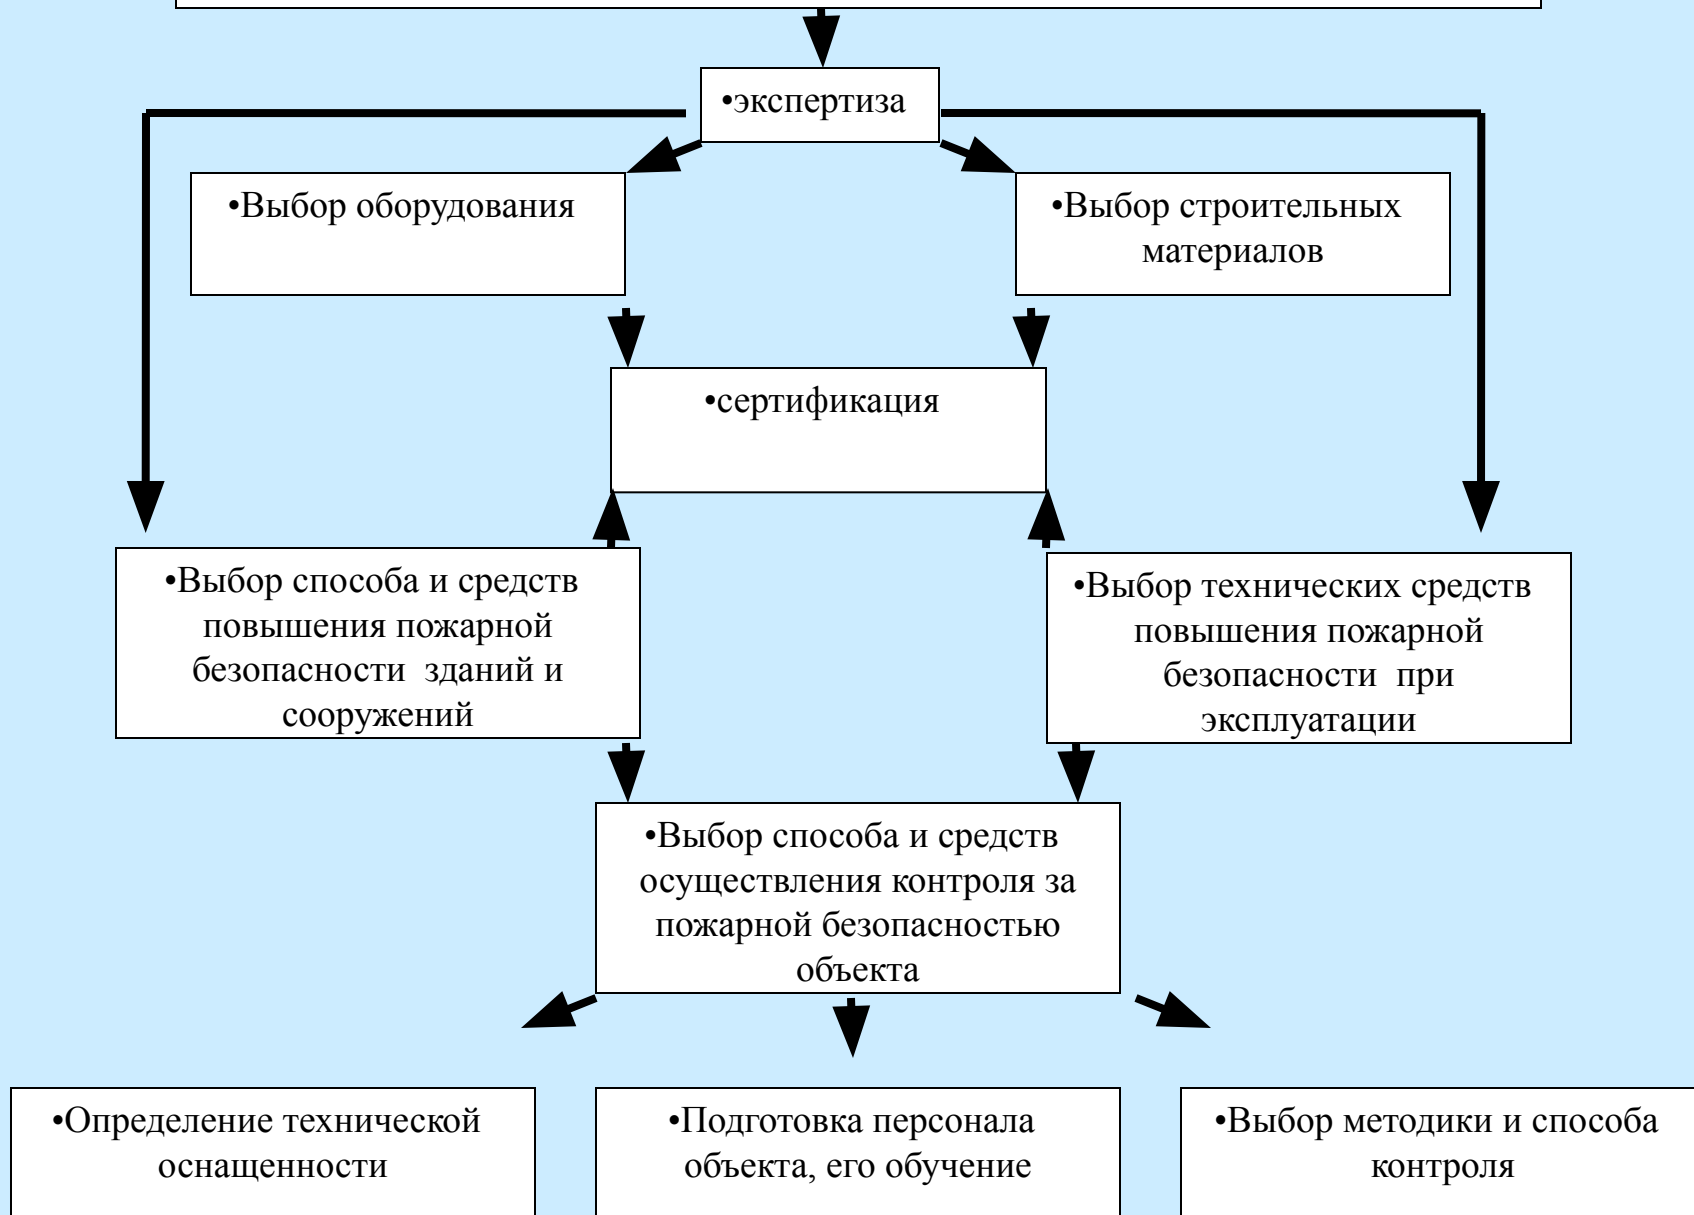 •экспертиза
•Выбор оборудования
•Выбор строительных
материалов
•сертификация
•Выбор способа и средств
повышения пожарной
безопасности зданий и
сооружений
•Выбор технических средств
повышения пожарной
безопасности при
эксплуатации
•Выбор способа и средств
осуществления контроля за
пожарной безопасностью
объекта
•Определение технической
оснащенности
•Подготовка персонала
объекта, его обучение
•Выбор методики и способа
контроля